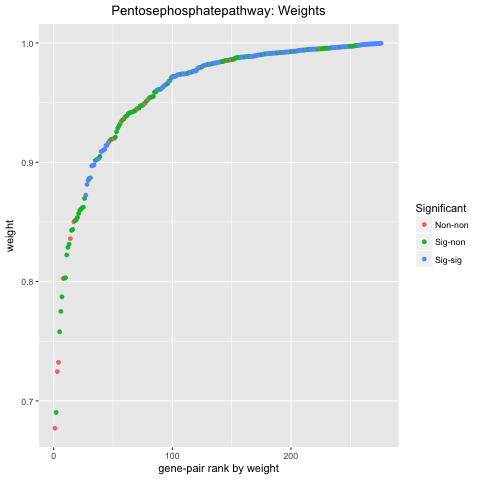 Pentosephosphatepathway: Weights
1.0
0.9
0.8
0.7
weight
0
100
200
gene-pair rank by weight
Significant
Non-non
Sig-non
Sig-sig